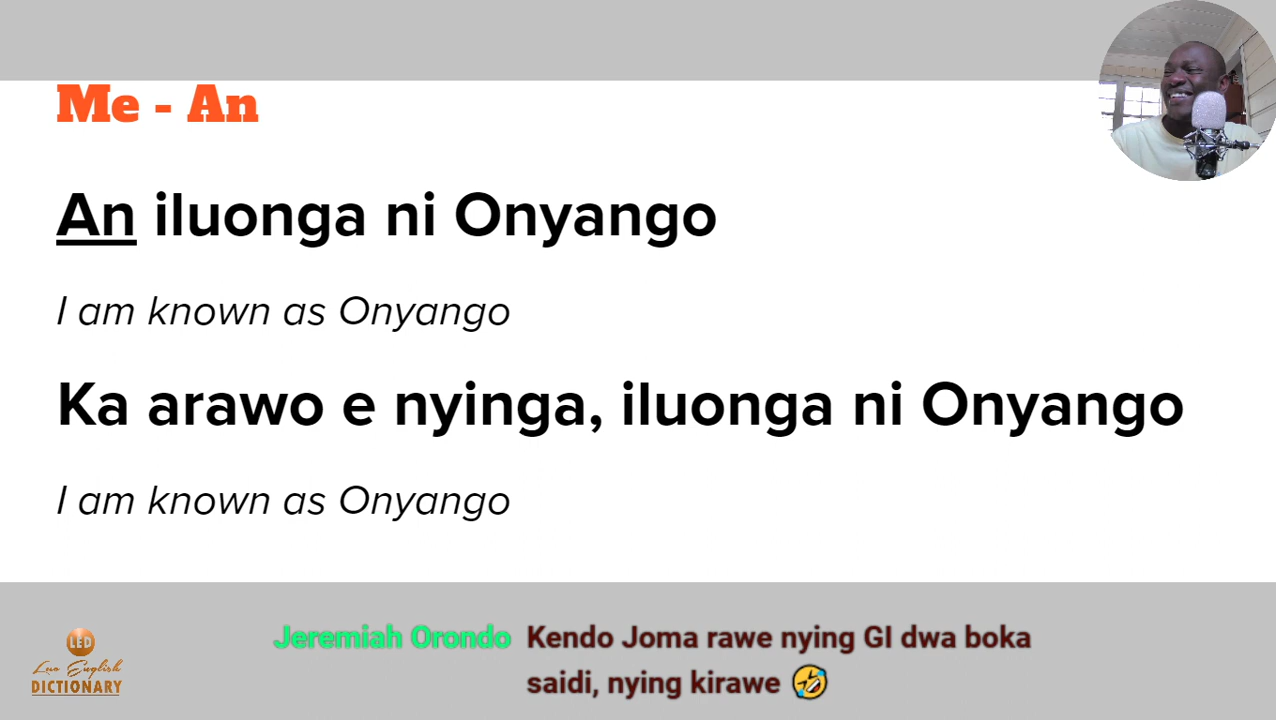 Me - An
An iluonga ni Onyango
I am known as Onyango
Ka arawo e nyinga, iluonga ni Onyango
I am known as Onyango
Jeremiah Orondo Kendo Joma rawe nying GI dwa boka
saidi, nying kirawe 🤣
LED
Luo English
DICTIONARY